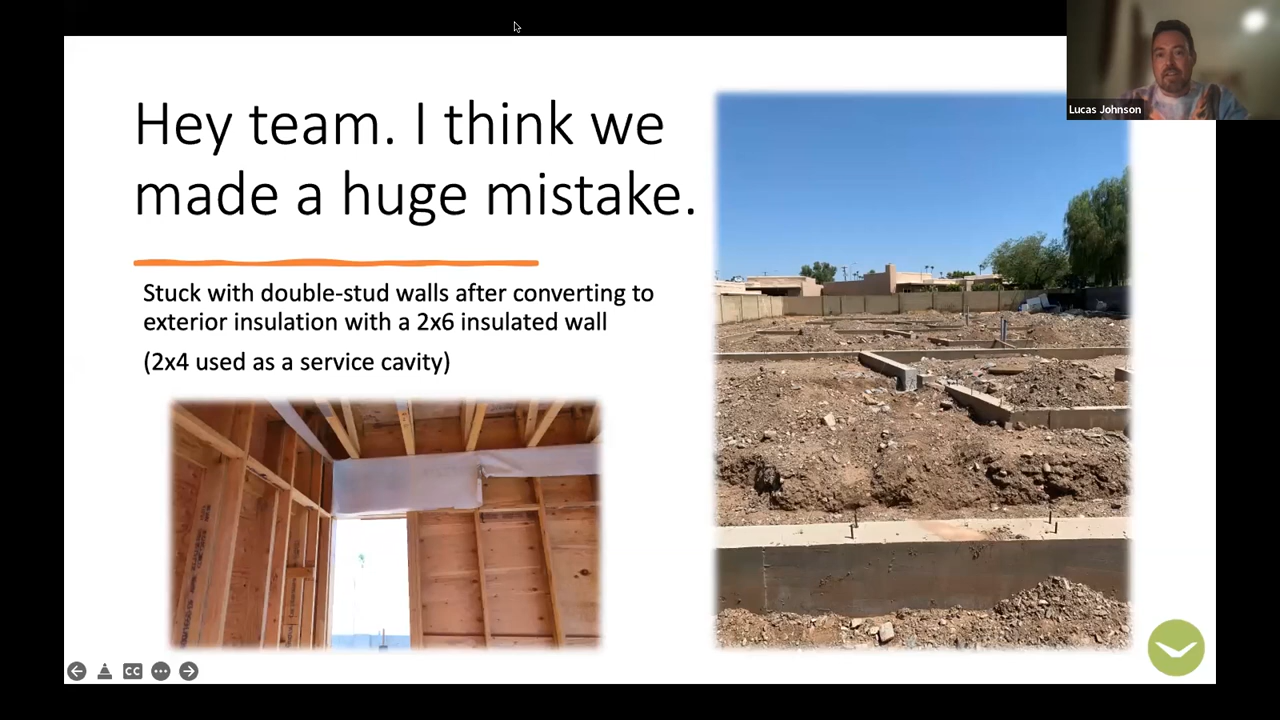 Hey team. I think we
made a huge mistake.
Stuck with double-stud walls after converting to
exterior insulation with a 2x6 insulated wall
(2x4 used as a service cavity)
Lucas Johnson
CC